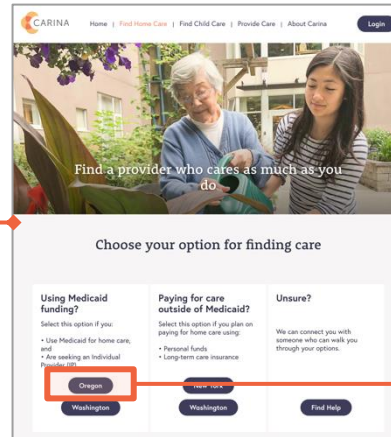 CARINA
Home | Find Home Care | Find Child Care | Provide Care | About Carina
Login
Find a provider who cares as much as you
do
Choose your option for finding care
Using Medicaid
funding?
Select this option if you:
• Use Medicaid for home care,
and
• Are seeking an Individual
Provider (IP)
Oregon
Washington
Paying for care
outside of Medicaid?
Select this option if you plan on
paying for home care using:
• Personal funds
• Long-term care insurance
New York
Washington
Unsure?
We can connect you with
someone who can walk you
through your options.
Find Help